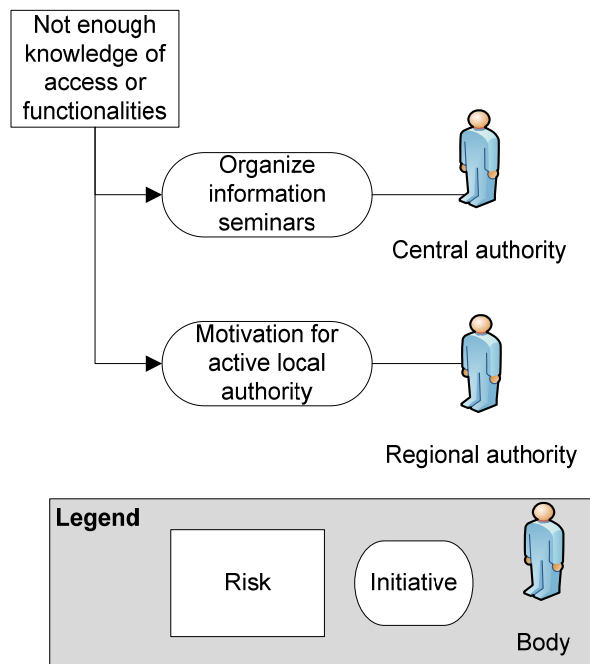 Not enough
knowledge of
access or
functionalities
Organize
information
seminars
Central authority
Motivation for
active local
authority
Regional authority
Legend
Risk
Initiative
Body